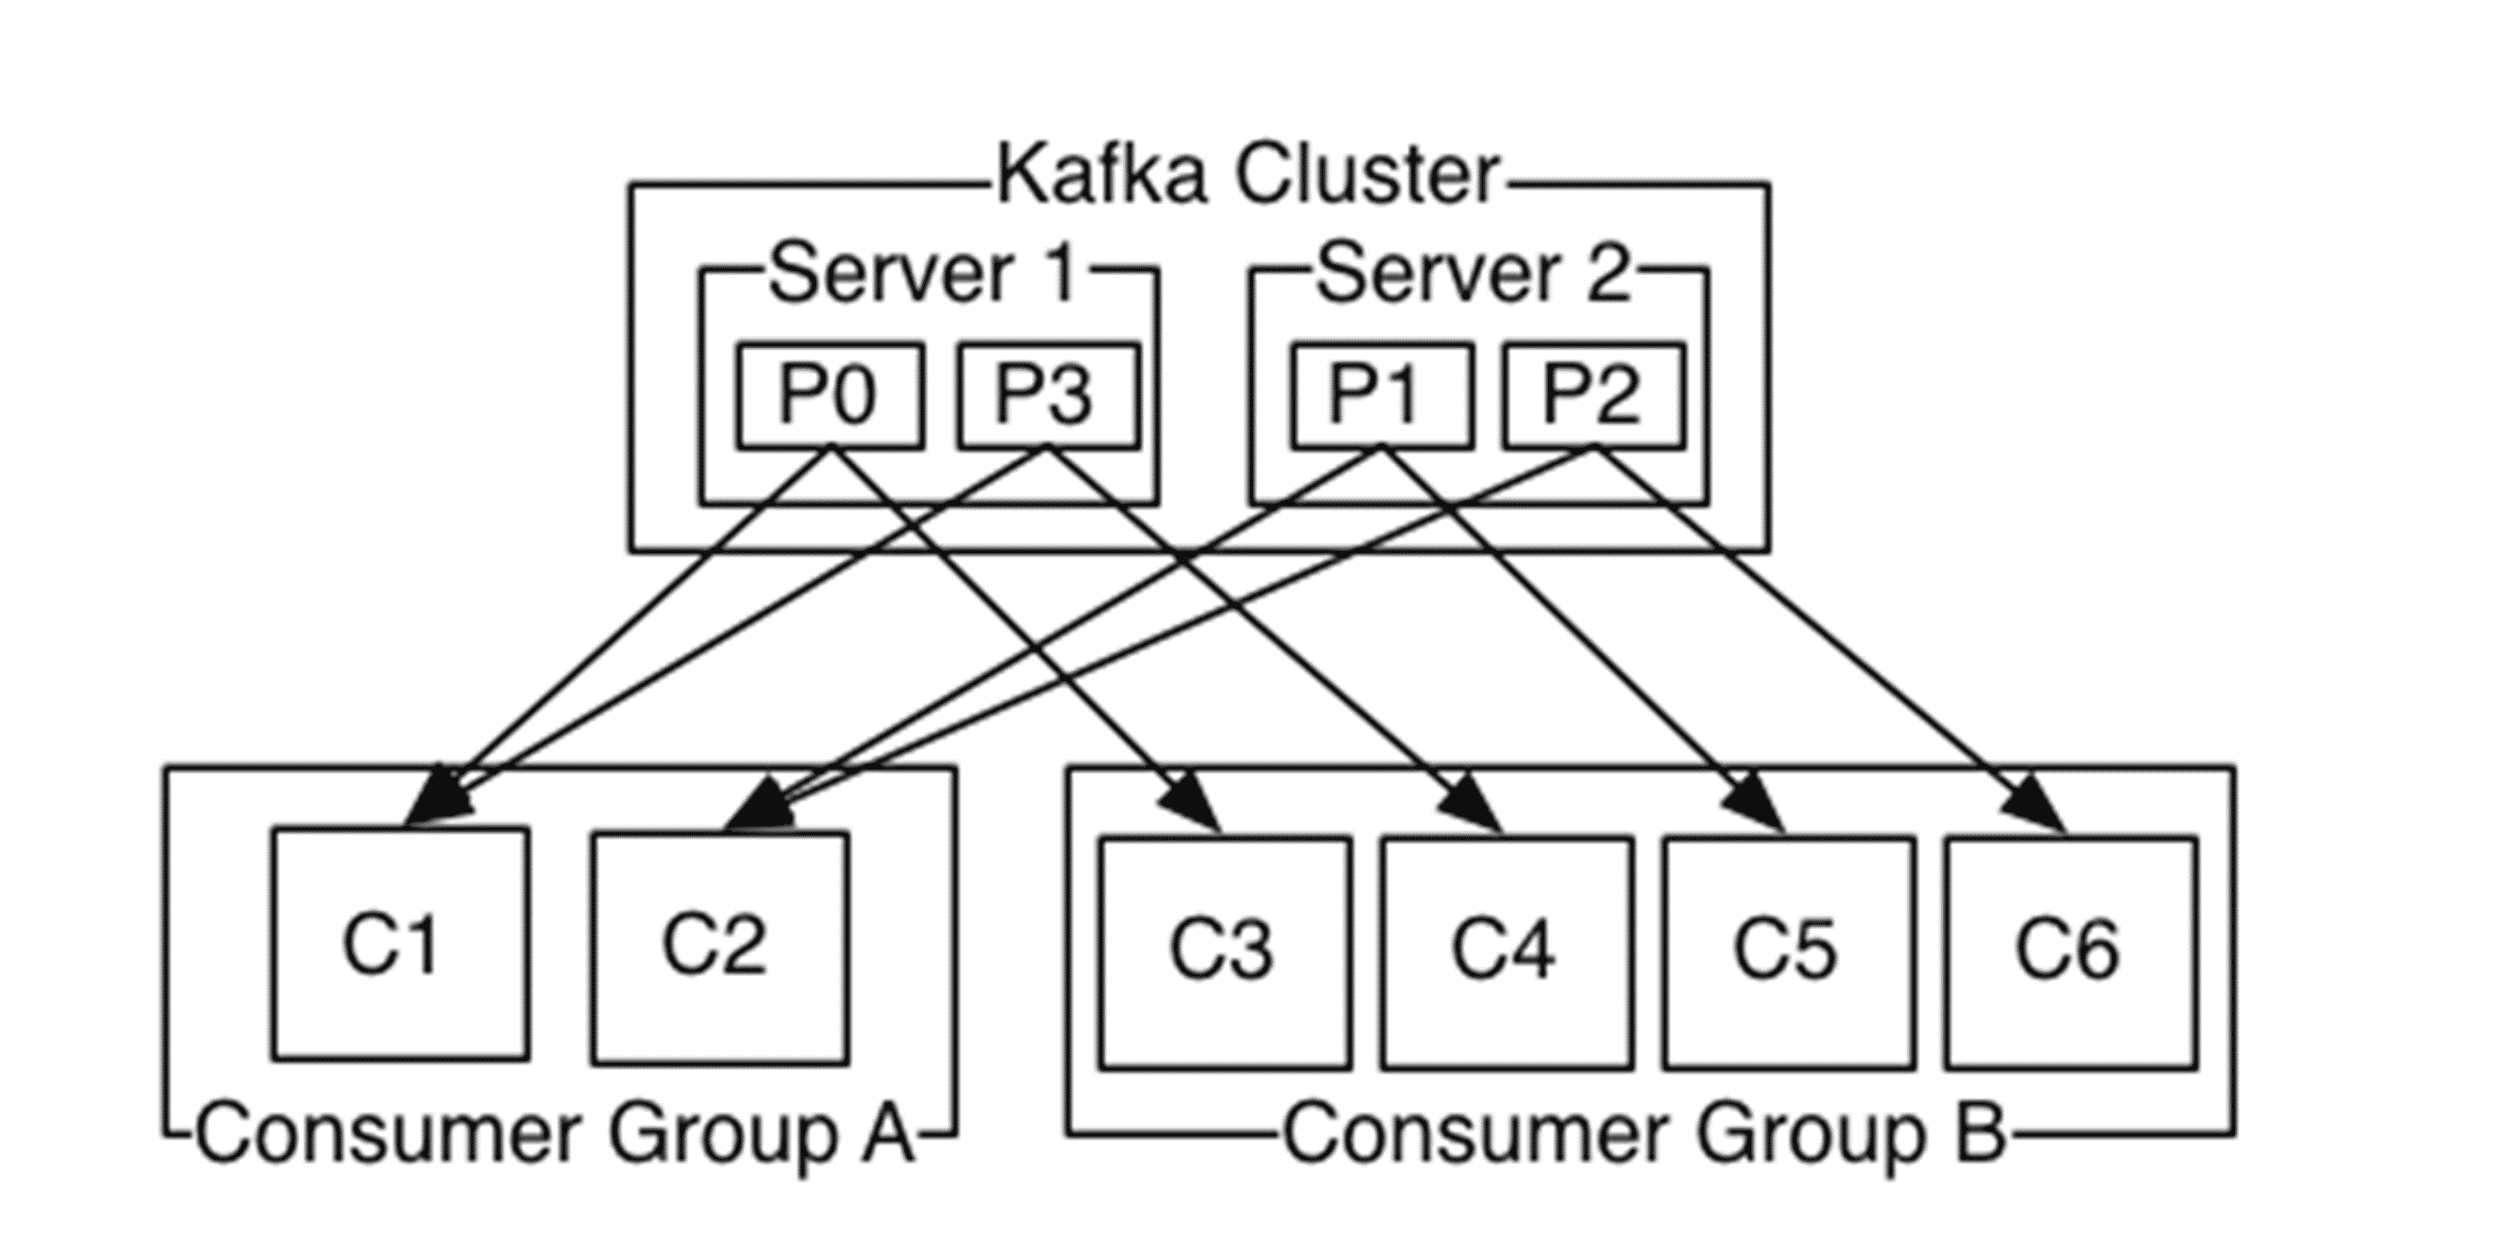 Kafka Cluster
Server 1 Server 2
P0 P3 P1 P2
C1 C2 C3 C4 C5 C6
Consumer Group A Consumer Group B